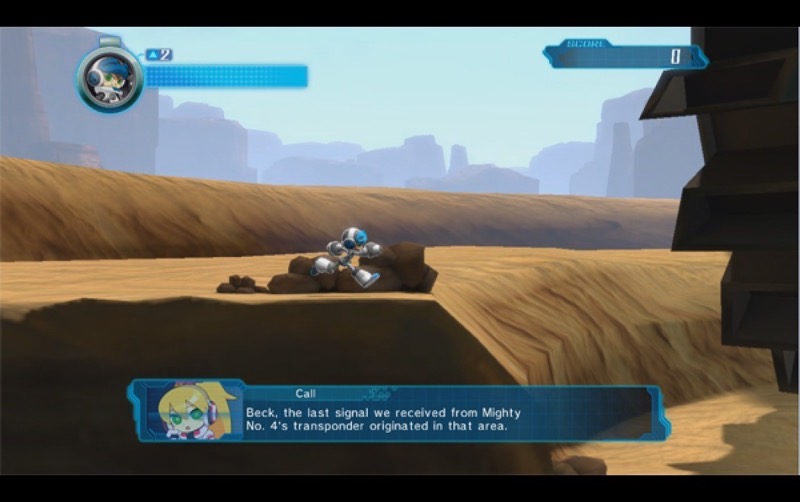 2
SCORE
0
Call
Beck, the last signal we received from Mighty
No. 4's transponder originated in that area.